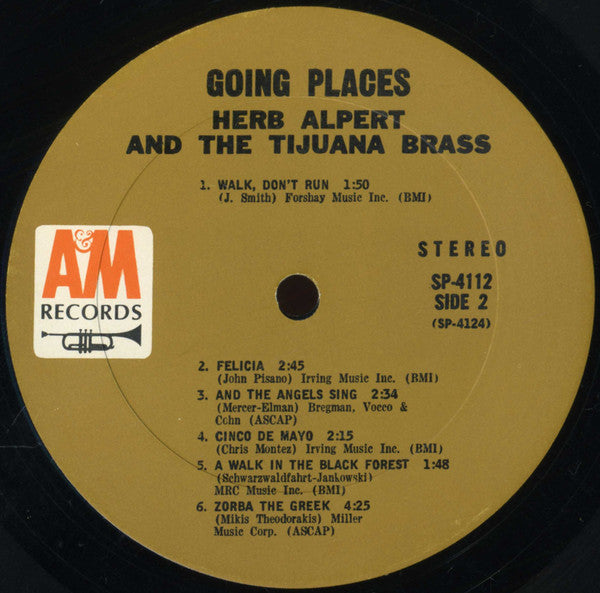 GOING PLACES
HERB ALPERT
AND THE TIJUANA BRASS
1. WALK, DON'T RUN 1:50
(J. Smith) Forshay Music Inc. (BMI)
A&M
RECORDS
STEREO
SP-4112
SIDE 2
(SP-4124)
2. FELICIA 2:45
(John Pisano) Irving Music Inc. (BMI)
3. AND THE ANGELS SING 2:34
(Mercer-Elman) Bregman, Vocco &
Cohn (ASCAP)
4. CINCO DE MAYO 2:15
(Chris Montez) Irving Music Inc. (BMI)
5. A WALK IN THE BLACK FOREST 1:48
(Schwarzwaldfahrt-Jankowski)
MRC Music Inc. (BMI)
6. ZORBA THE GREEK 4:25
(Mikis Theodorakis) Miller
Music Corp. (ASCAP)